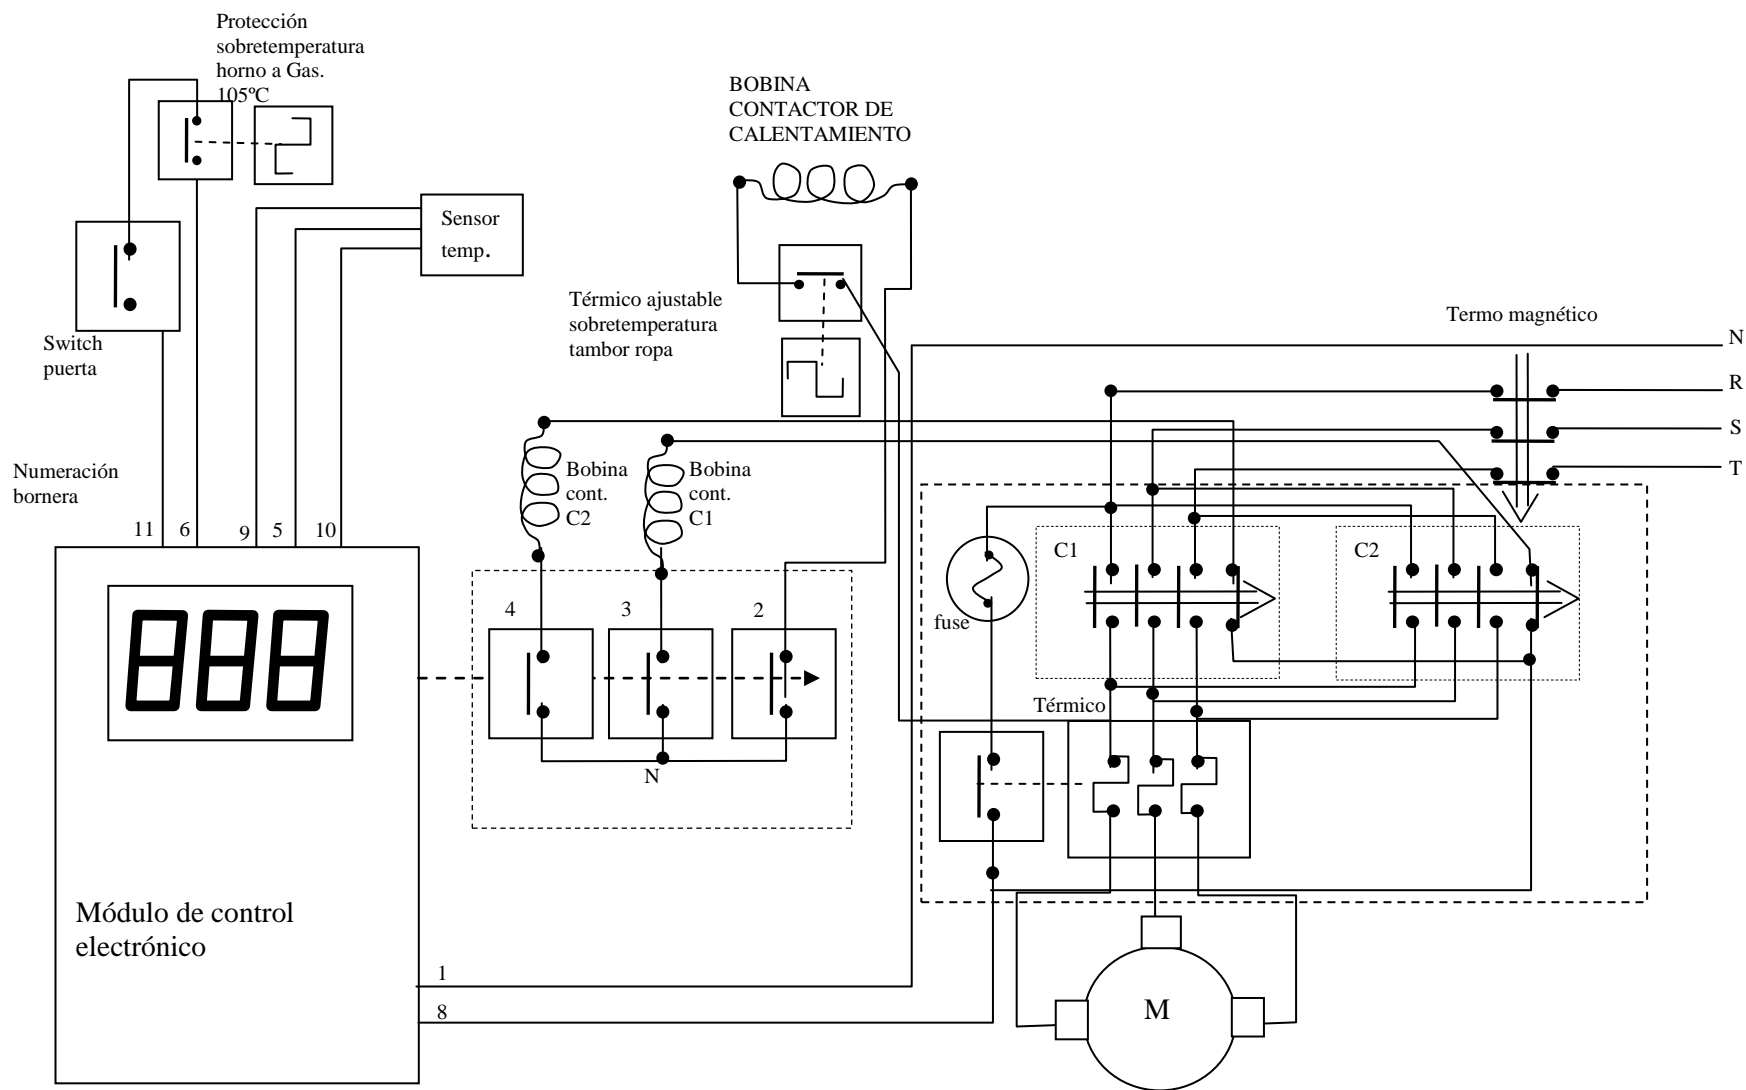 Protección
sobretemperatura
horno a Gas.
105ºC
BOBINA
CONTACTOR DE
CALENTAMIENTO
Sensor
temp.
Térmico ajustable
sobretemperatura
tambor ropa
Termo magnético
N
R
S
T
Switch
puerta
Numeración
bornera
11
6
9
5
10
Bobina
cont.
C2
Bobina
cont.
C1
C1
C2
fuse
4
3
2
888
Térmico
N
Módulo de control
electrónico
1
8
M